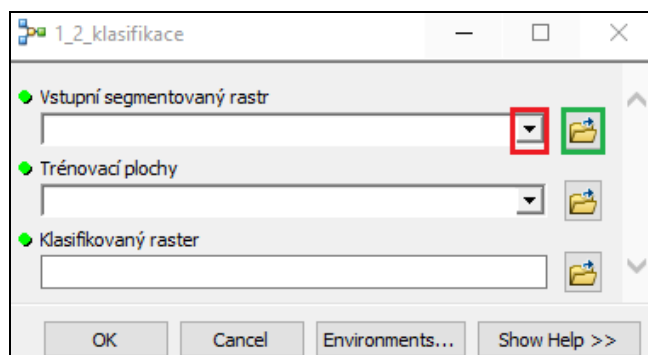 1_2_klasifikace
Vstupní segmentovaný rastr
Trénovací plochy
Klasifikovaný raster
OK Cancel Environments... Show Help >>